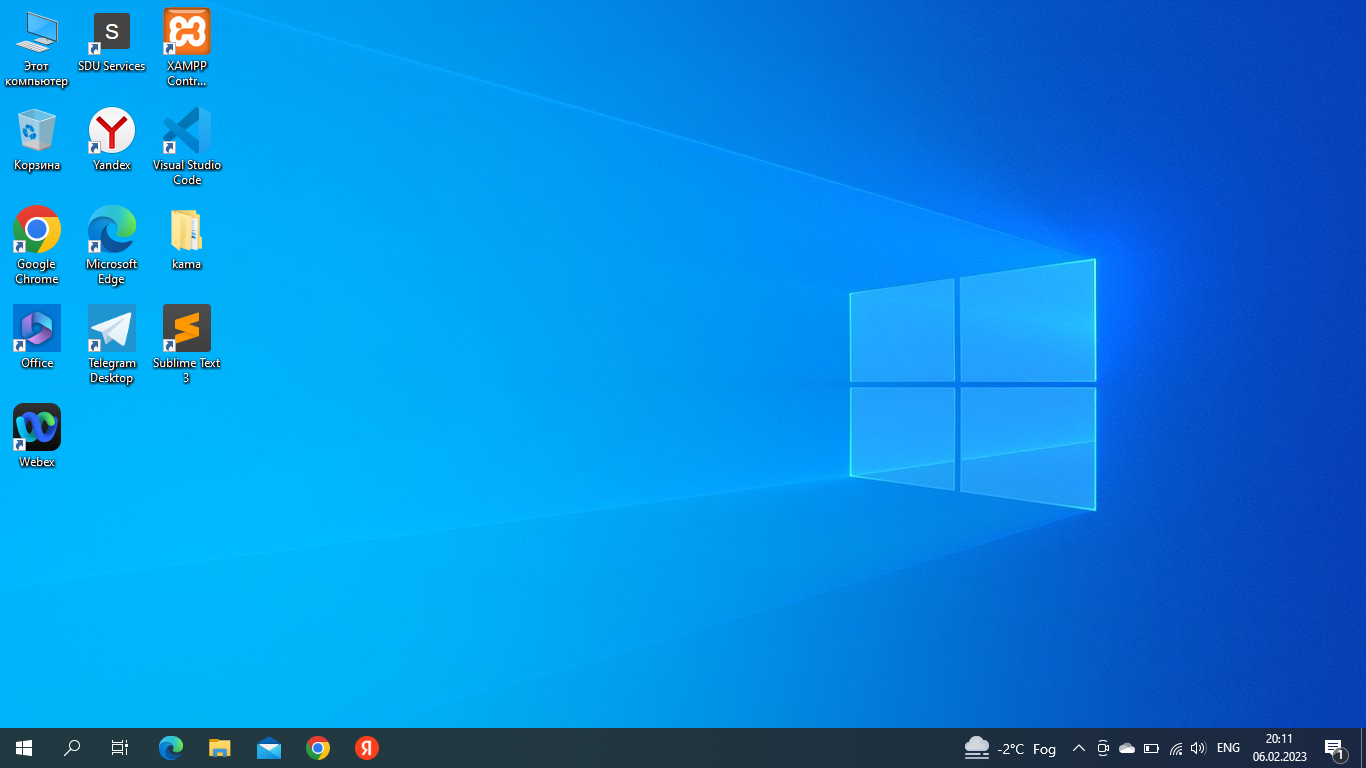 Этот
компьютер
SDU Services
XAMPP
Contr...
Корзина
Yandex
Visual Studio
Code
Google
Chrome
Microsoft
Edge
kama
Office
Telegram
Desktop
Sublime Text
3
Webex
-2°C Fog
ENG
20:11
06.02.2023
1
S
Я